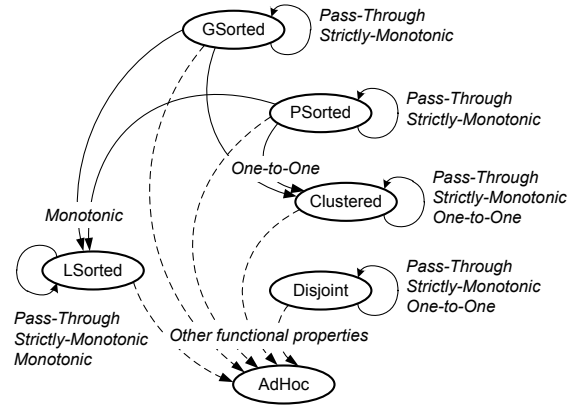 GSorted
Pass-Through
Strictly-Monotonic
PSorted
Pass-Through
Strictly-Monotonic
One-to-One
Clustered
Pass-Through
Strictly-Monotonic
One-to-One
Monotonic
LSorted
Disjoint
Pass-Through
Strictly-Monotonic
One-to-One
Pass-Through
Strictly-Monotonic
Monotonic
Other functional properties
AdHoc